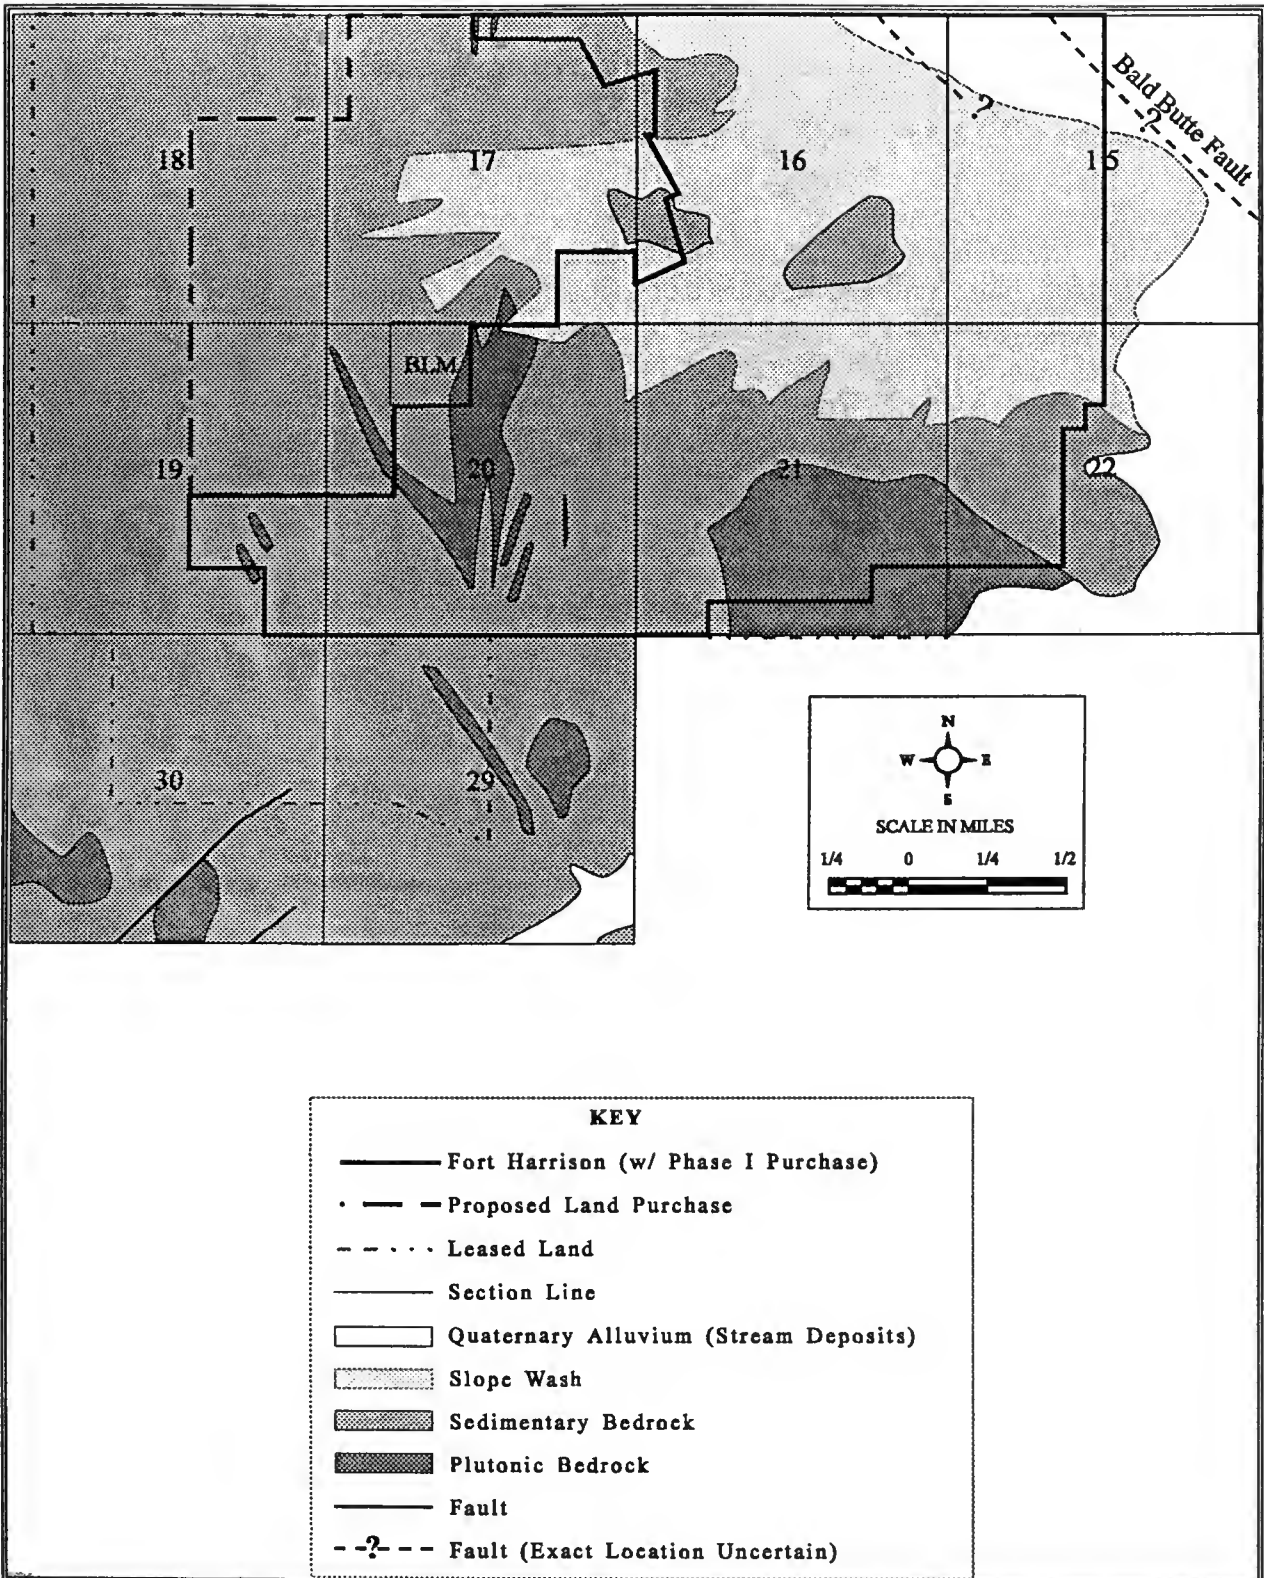 Bald Butte Fault
?
?
18
17
16
15
BLM
19
20
21
22
30
29
N
W
E
S
SCALE IN MILES
1/4 0 1/4 1/2
KEY
Fort Harrison (w/ Phase I Purchase)
Proposed Land Purchase
Leased Land
Section Line
Quaternary Alluvium (Stream Deposits)
Slope Wash
Sedimentary Bedrock
Plutonic Bedrock
Fault
? Fault (Exact Location Uncertain)